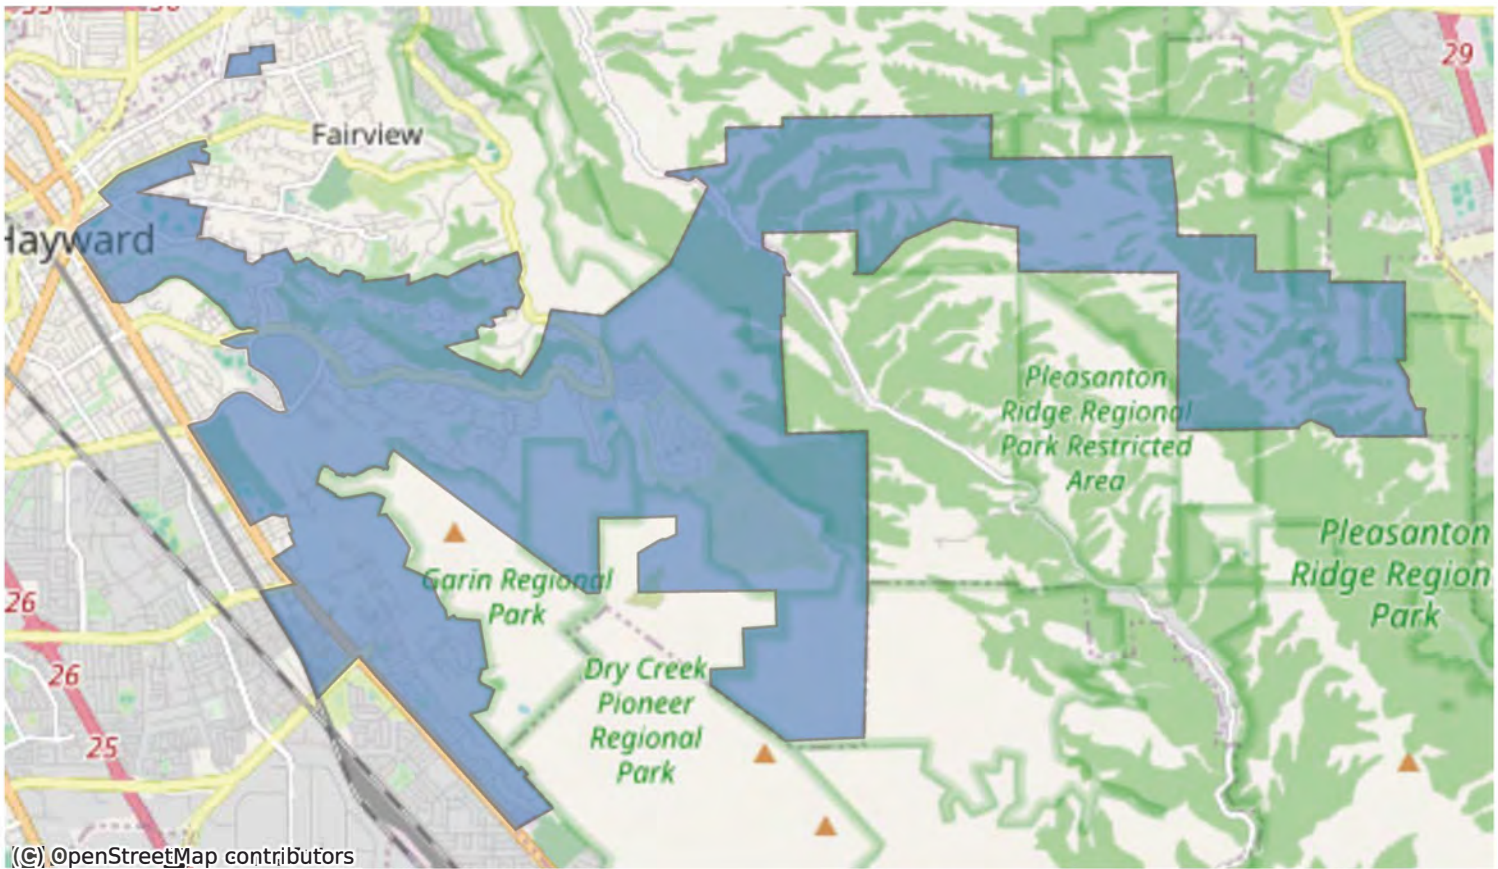 29
Fairview
Hayward
Pleasanton
Ridge Regional
Park Restricted
Area
Pleasanton
Ridge Region
Park
Garin Regional
Park
26
Dry Creek
Pioneer
Regional
Park
26
25
(C) OpenStreetMap contributors